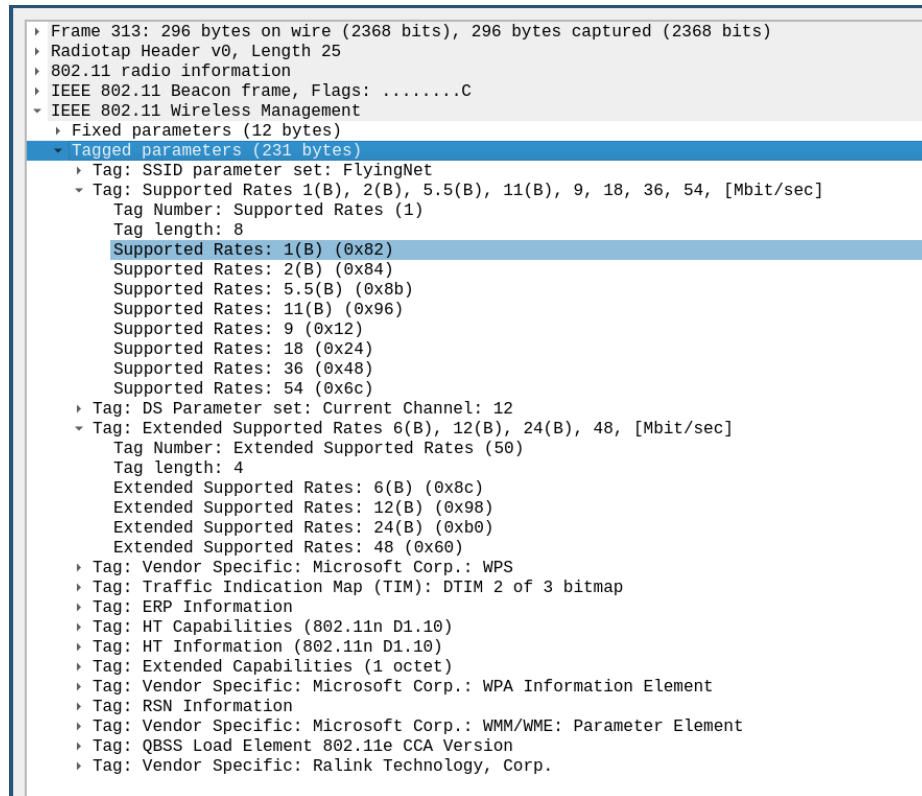 Frame 313: 296 bytes on wire (2368 bits), 296 bytes captured (2368 bits)
Radiotap Header v0, Length 25
802.11 radio information
IEEE 802.11 Beacon frame, Flags: ........C
IEEE 802.11 Wireless Management
Fixed parameters (12 bytes)
Tagged parameters (231 bytes)
Tag: SSID parameter set: FlyingNet
Tag: Supported Rates 1(B), 2(B), 5.5(B), 11(B), 9, 18, 36, 54, [Mbit/sec]
Tag Number: Supported Rates (1)
Tag length: 8
Supported Rates: 1(B) (0x82)
Supported Rates: 2(B) (0x84)
Supported Rates: 5.5(B) (0x8b)
Supported Rates: 11(B) (0x96)
Supported Rates: 9 (0x12)
Supported Rates: 18 (0x24)
Supported Rates: 36 (0x48)
Supported Rates: 54 (0x6c)
Tag: DS Parameter set: Current Channel: 12
Tag: Extended Supported Rates 6(B), 12(B), 24(B), 48, [Mbit/sec]
Tag Number: Extended Supported Rates (50)
Tag length: 4
Extended Supported Rates: 6(B) (0x8c)
Extended Supported Rates: 12(B) (0x98)
Extended Supported Rates: 24(B) (0xb0)
Extended Supported Rates: 48 (0x60)
Tag: Vendor Specific: Microsoft Corp.: WPS
Tag: Traffic Indication Map (TIM): DTIM 2 of 3 bitmap
Tag: ERP Information
Tag: HT Capabilities (802.11n D1.10)
Tag: HT Information (802.11n D1.10)
Tag: Extended Capabilities (1 octet)
Tag: Vendor Specific: Microsoft Corp.: WPA Information Element
Tag: RSN Information
Tag: Vendor Specific: Microsoft Corp.: WMM/WME: Parameter Element
Tag: QBSS Load Element 802.11e CCA Version
Tag: Vendor Specific: Ralink Technology, Corp.